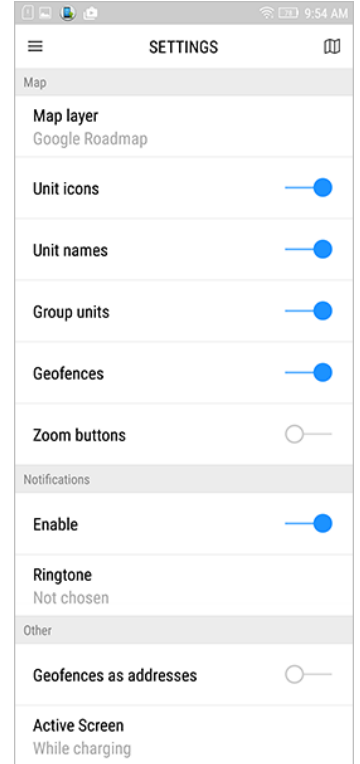 9:54 AM
SETTINGS
Map
Map layer
Google Roadmap
Unit icons
Unit names
Group units
Geofences
Zoom buttons
Notifications
Enable
Ringtone
Not chosen
Other
Geofences as addresses
Active Screen
While charging